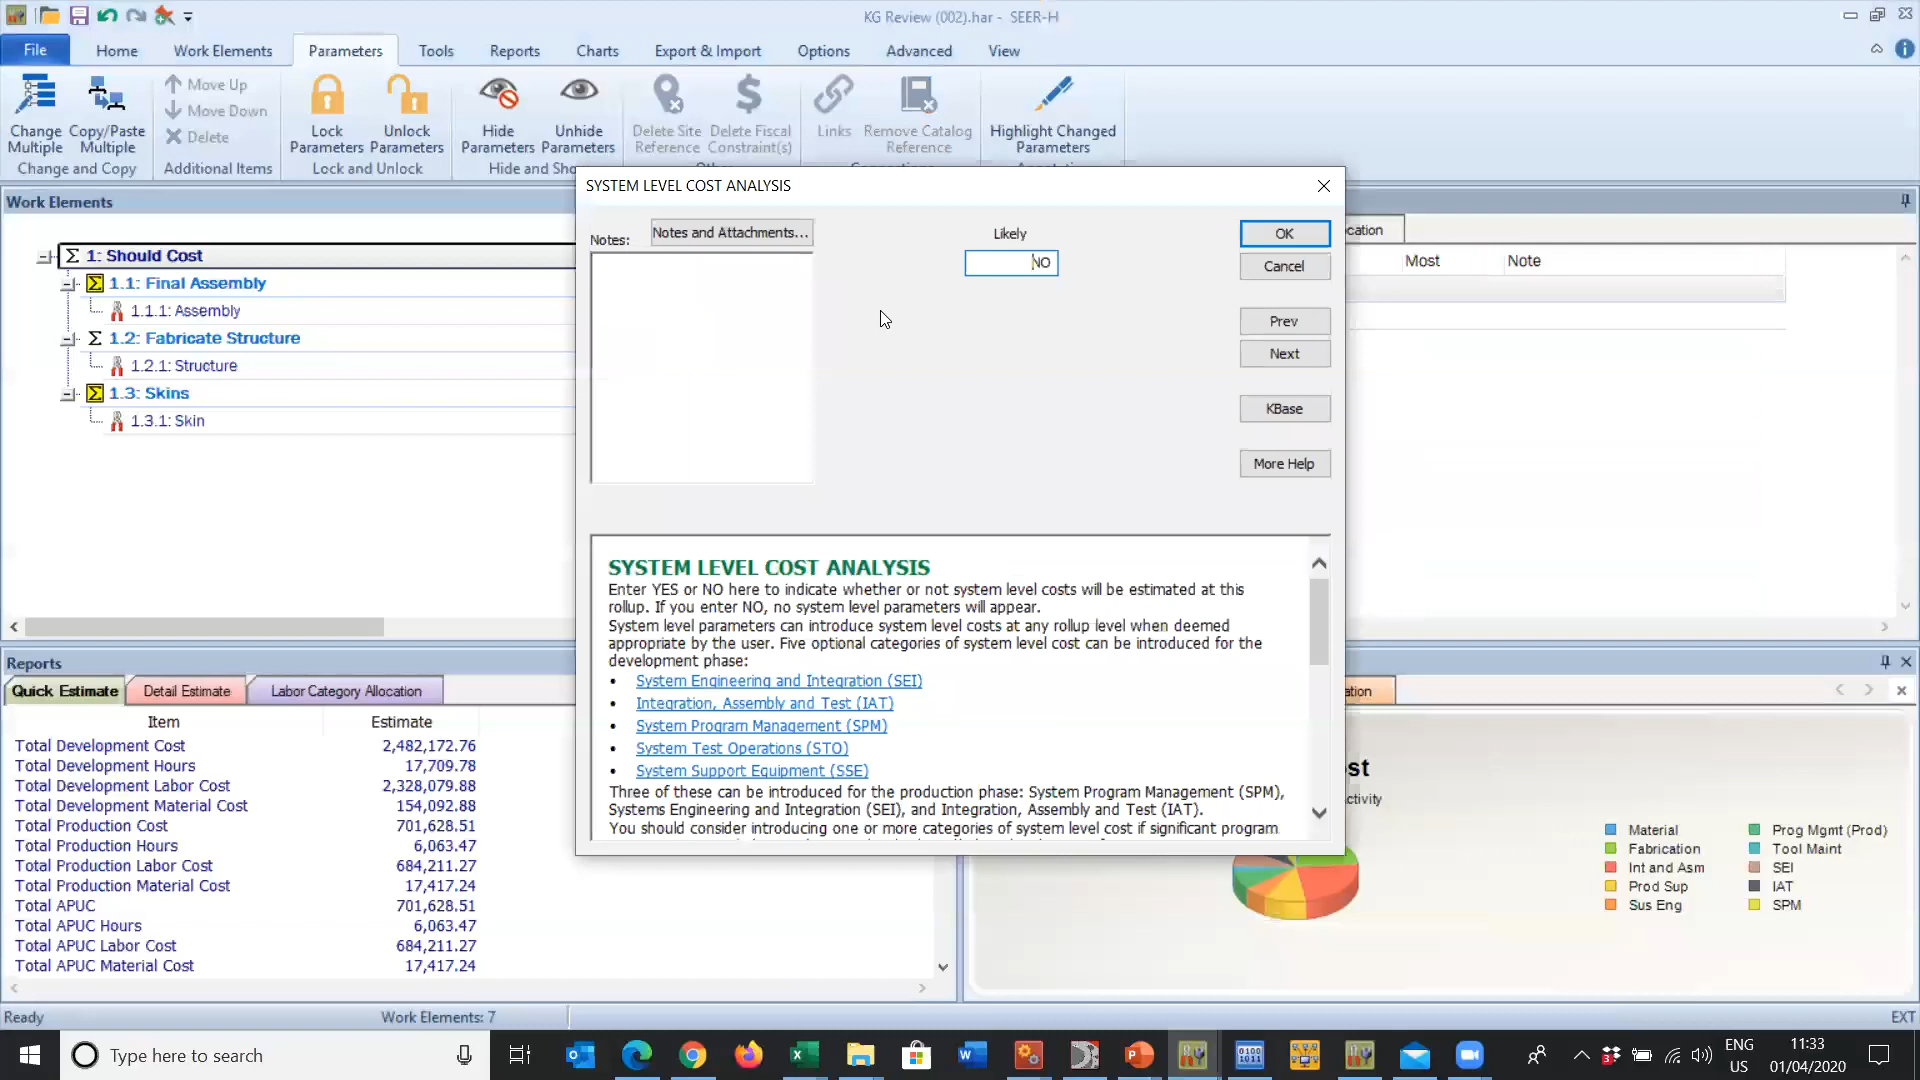 KG Review (002).har - SEER-H
File Home Work Elements Parameters Tools Reports Charts Export & Import Options Advanced View
Change Multiple
Copy/Paste Multiple
Change and Copy
Move Up
Move Down
Delete
Additional Items
Lock Parameters
Unlock Parameters
Lock and Unlock
Hide Parameters
Unhide Parameters
Hide and Sho
Delete Site Reference
Delete Fiscal Constraint(s)
Links
Remove Catalog Reference
Highlight Changed Parameters
Work Elements
1: Should Cost
1.1: Final Assembly
1.1.1: Assembly
1.2: Fabricate Structure
1.2.1: Structure
1.3: Skins
1.3.1: Skin
SYSTEM LEVEL COST ANALYSIS
Notes:
Notes and Attachments...
Likely
NO
OK
Cancel
Prev
Next
KBase
More Help
SYSTEM LEVEL COST ANALYSIS
Enter YES or NO here to indicate whether or not system level costs will be estimated at this
rollup. If you enter NO, no system level parameters will appear.
System level parameters can introduce system level costs at any rollup level when deemed
appropriate by the user. Five optional categories of system level cost can be introduced for the
development phase:
• System Engineering and Integration (SEI)
• Integration, Assembly and Test (IAT)
• System Program Management (SPM)
• System Test Operations (STO)
• System Support Equipment (SSE)
Three of these can be introduced for the production phase: System Program Management (SPM),
Systems Engineering and Integration (SEI), and Integration, Assembly and Test (IAT).
You should consider introducing one or more categories of system level cost if significant program
cation
Most Note
Reports
Quick Estimate Detail Estimate Labor Category Allocation
Item Estimate
Total Development Cost 2,482,172.76
Total Development Hours 17,709.78
Total Development Labor Cost 2,328,079.88
Total Development Material Cost 154,092.88
Total Production Cost 701,628.51
Total Production Hours 6,063.47
Total Production Labor Cost 684,211.27
Total Production Material Cost 17,417.24
Total APUC 701,628.51
Total APUC Hours 6,063.47
Total APUC Labor Cost 684,211.27
Total APUC Material Cost 17,417.24
ation
st
ctivity
Material Prog Mgmt (Prod)
Fabrication Tool Maint
Int and Asm SEI
Prod Sup IAT
Sus Eng SPM
Ready Work Elements: 7 EXT
Type here to search
ENG
US
11:33
01/04/2020